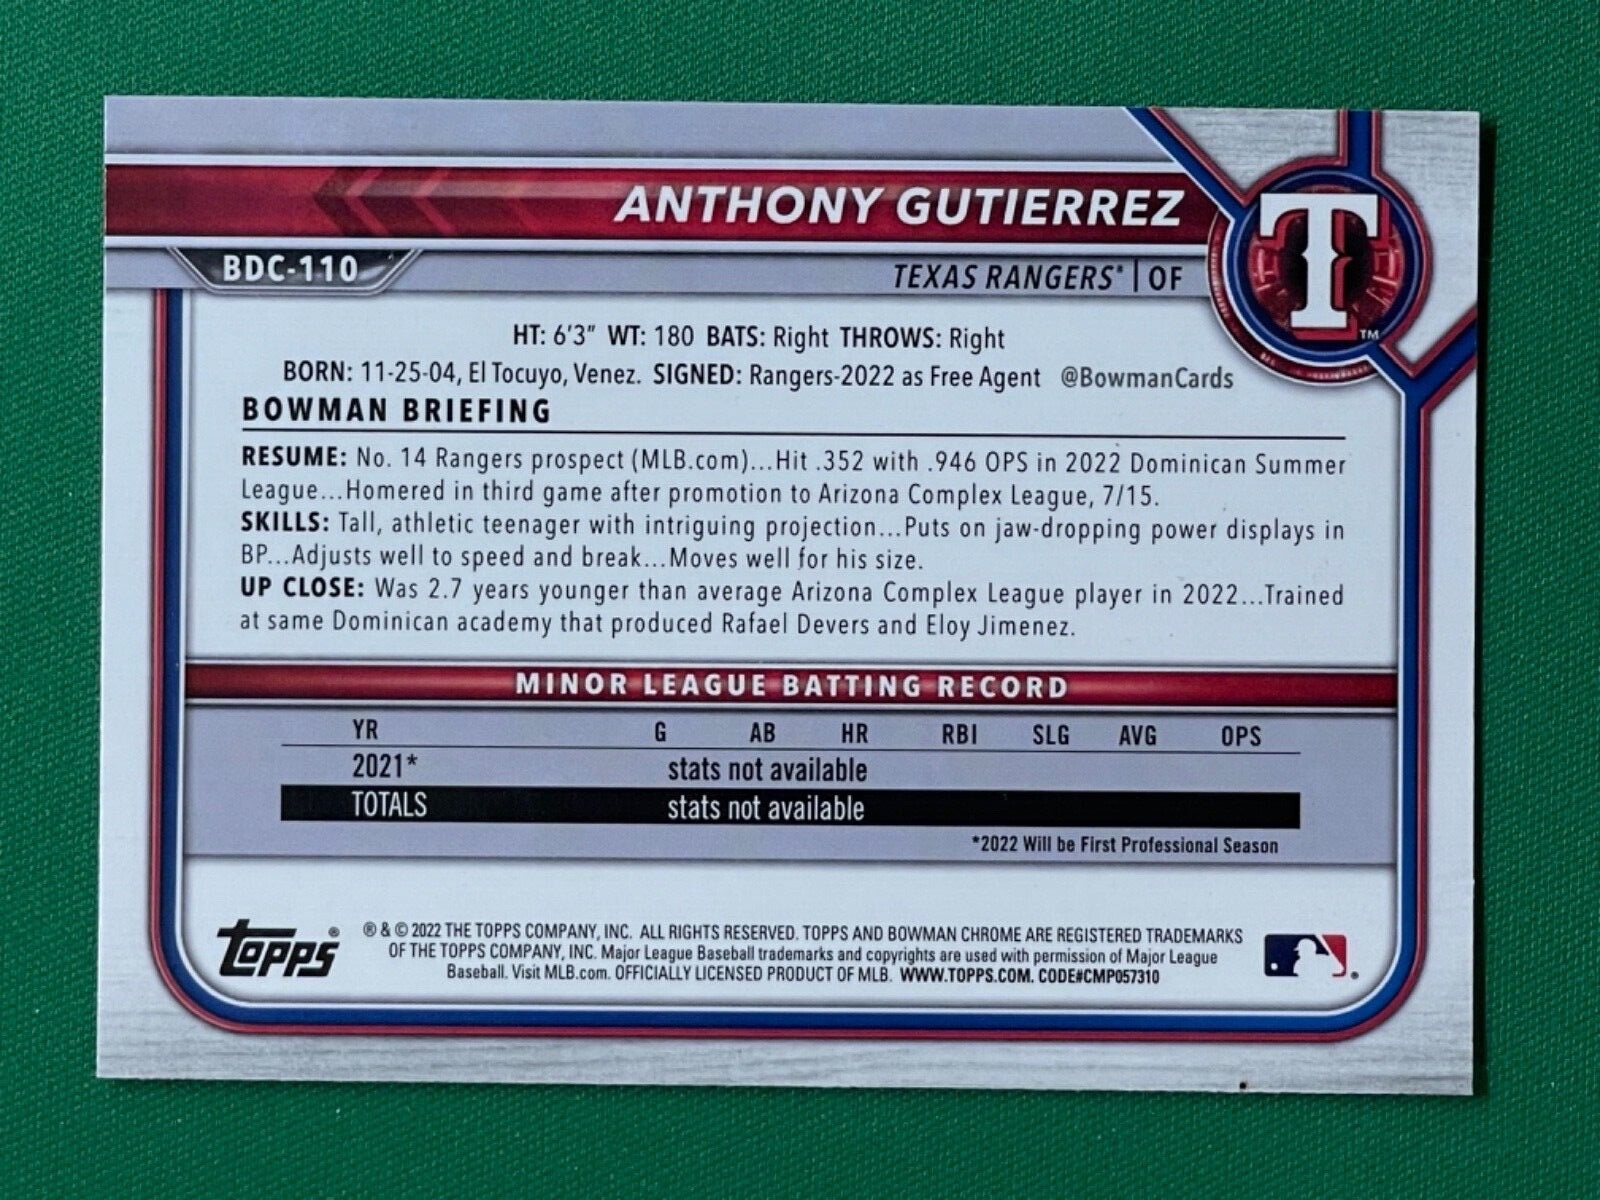 ANTHONY GUTIERREZ
T™
BDC-110
TEXAS RANGERS® | OF
HT: 6'3" WT: 180 BATS: Right THROWS: Right
BORN: 11-25-04, El Tocuyo, Venez. SIGNED: Rangers-2022 as Free Agent @BowmanCards
BOWMAN BRIEFING
RESUME: No. 14 Rangers prospect (MLB.com)...Hit .352 with .946 OPS in 2022 Dominican Summer
League...Homered in third game after promotion to Arizona Complex League, 7/15.
SKILLS: Tall, athletic teenager with intriguing projection...Puts on jaw-dropping power displays in
BP...Adjusts well to speed and break...Moves well for his size.
UP CLOSE: Was 2.7 years younger than average Arizona Complex League player in 2022...Trained
at same Dominican academy that produced Rafael Devers and Eloy Jimenez.
MINOR LEAGUE BATTING RECORD
YR G AB HR RBI SLG AVG OPS
2021* stats not available
TOTALS stats not available
*2022 Will be First Professional Season
topps®
® & © 2022 THE TOPPS COMPANY, INC. ALL RIGHTS RESERVED. TOPPS AND BOWMAN CHROME ARE REGISTERED TRADEMARKS
OF THE TOPPS COMPANY, INC. Major League Baseball trademarks and copyrights are used with permission of Major League
Baseball. Visit MLB.com. OFFICIALLY LICENSED PRODUCT OF MLB. WWW.TOPPS.COM. CODE#CMP057310
®